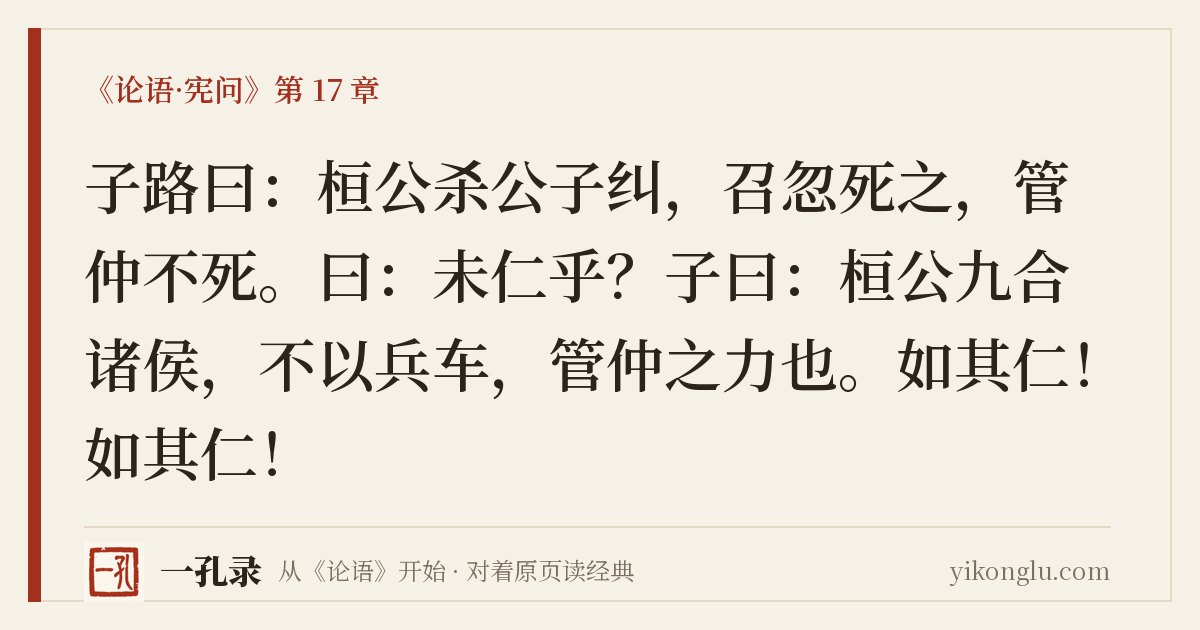 《论语·宪问》第 17 章
子路曰：桓公杀公子纠，召忽死之，管
仲不死。曰：未仁乎？子曰：桓公九合
诸侯，不以兵车，管仲之力也。如其仁！
如其仁！
一孔
一孔录 从《论语》开始 · 对着原页读经典 yikonglu.com